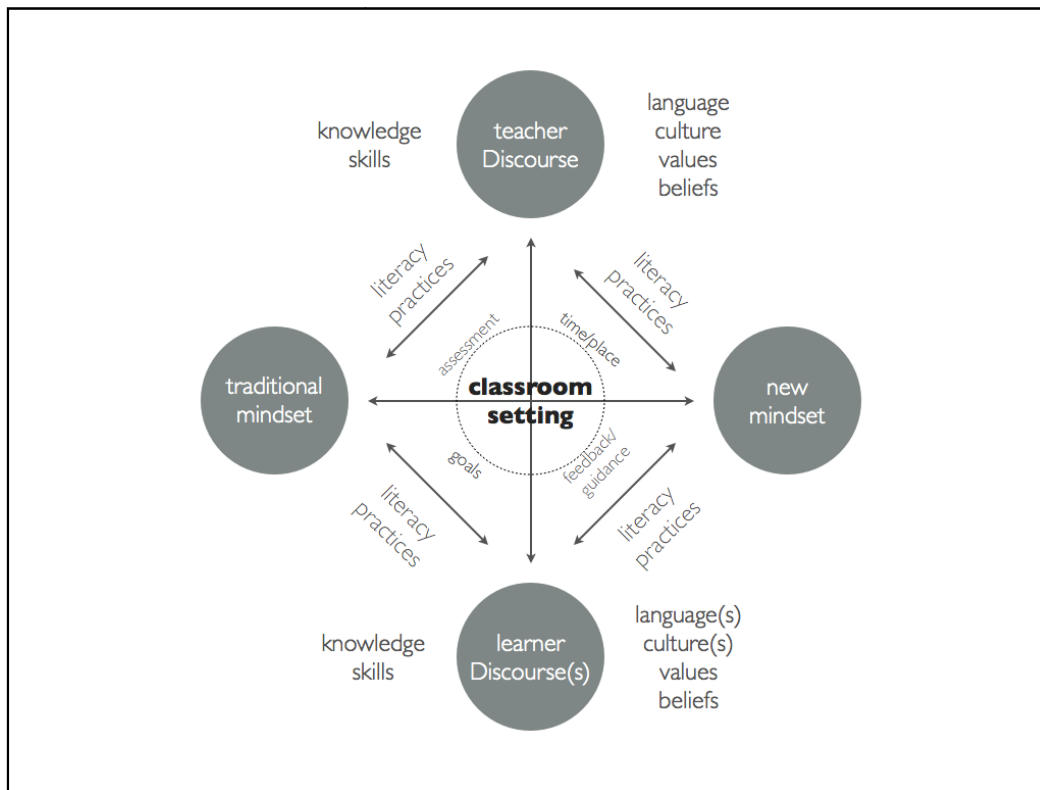 knowledge
skills
teacher
Discourse
language
culture
values
beliefs
literacy
practices
literacy
practices
assessment
time/place
traditional
mindset
classroom
setting
new
mindset
goals
feedback/
guidance
literacy
practices
literacy
practices
knowledge
skills
learner
Discourse(s)
language(s)
culture(s)
values
beliefs